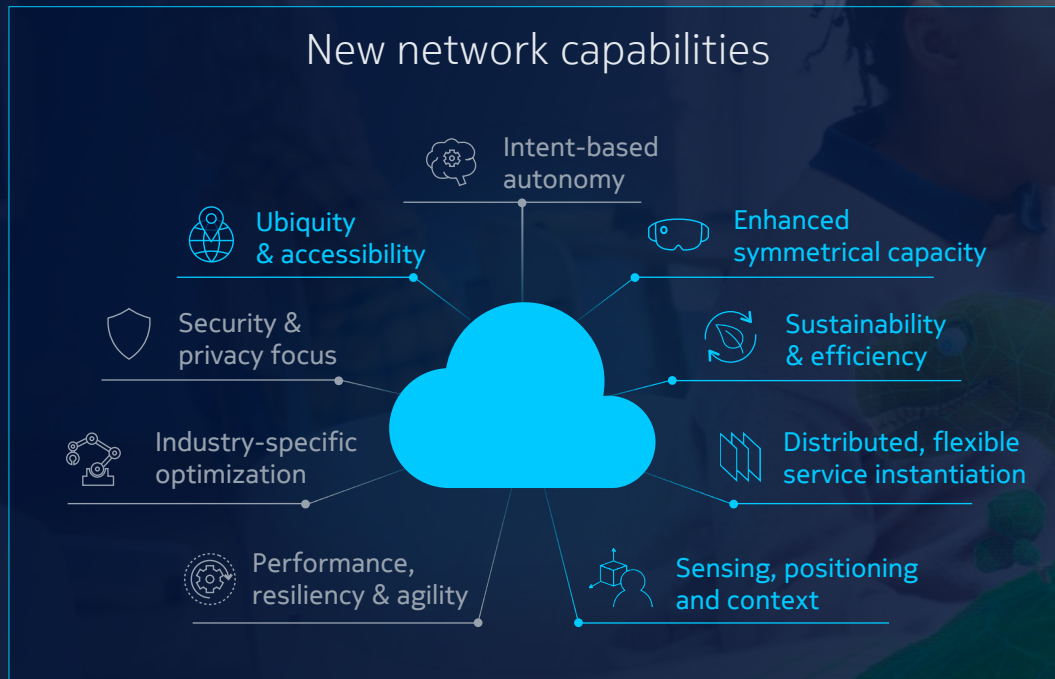 New network capabilities
Intent-based
autonomy
Ubiquity
& accessibility
Enhanced
symmetrical capacity
Security &
privacy focus
Sustainability
& efficiency
Industry-specific
optimization
Distributed, flexible
service instantiation
Performance,
resiliency & agility
Sensing, positioning
and context